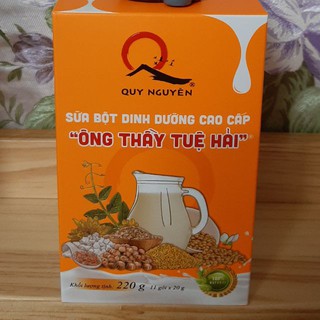 QUY NGUYÊN
SỮA BỘT DINH DƯỠNG CAO CẤP
“ÔNG THẦY TUỆ HẢI”
Khối lượng tịnh: 220 g (11 gói x 20 g)